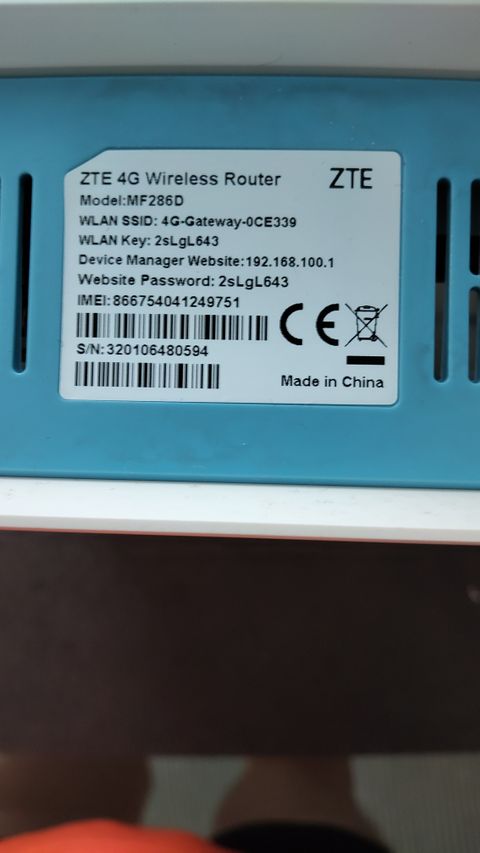 ZTE 4G Wireless Router ZTE
Model:MF286D
WLAN SSID: 4G-Gateway-0CE339
WLAN Key: 2sLgL643
Device Manager Website:192.168.100.1
Website Password: 2sLgL643
IMEI:866754041249751
CE
S/N:320106480594
Made in China